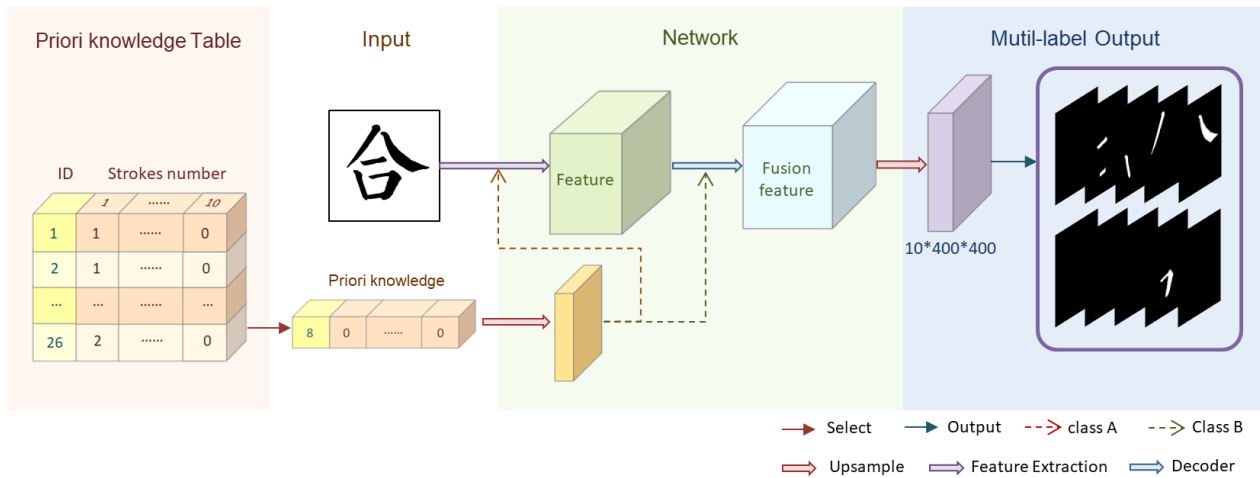 Priori knowledge Table
Input
Network
Mutil-label Output
合
Feature
Fusion
feature
10*400*400
ID Strokes number
1 …… 10
1 1 …… 0
2 1 …… 0
... ... …… ...
26 2 …… 0
Priori knowledge
8 0 …… 0
Select
Output
class A
Class B
Upsample
Feature Extraction
Decoder